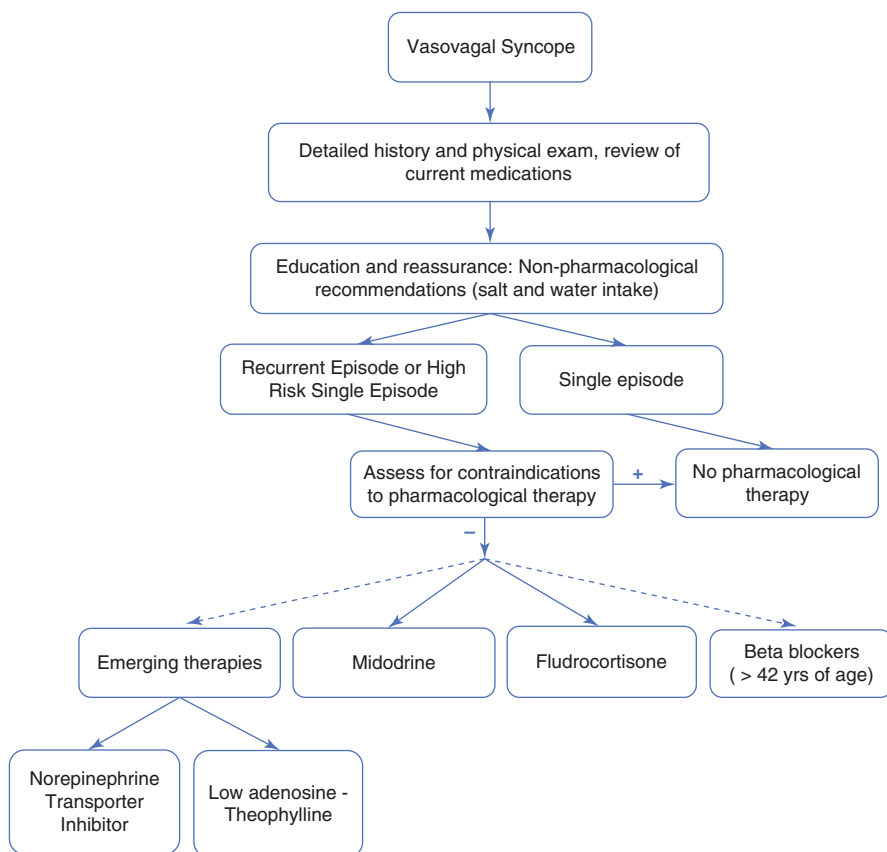 Vasovagal Syncope
Detailed history and physical exam, review of
current medications
Education and reassurance: Non-pharmacological
recommendations (salt and water intake)
Recurrent Episode or High
Risk Single Episode
Single episode
Assess for contraindications
to pharmacological therapy
+
No pharmacological
therapy
–
Emerging therapies
Midodrine
Fludrocortisone
Beta blockers
( > 42 yrs of age)
Norepinephrine
Transporter
Inhibitor
Low adenosine -
Theophylline